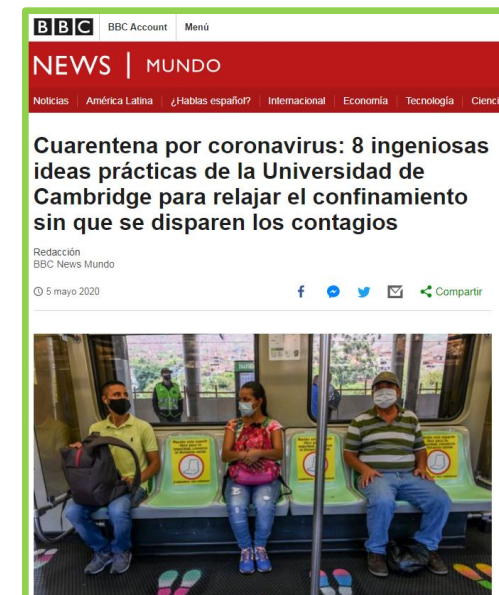 BBC BBC Account Menú
NEWS | MUNDO
Noticias América Latina ¿Hablas español? Internacional Economía Tecnología Cienci
Cuarentena por coronavirus: 8 ingeniosas
ideas prácticas de la Universidad de
Cambridge para relajar el confinamiento
sin que se disparen los contagios
Redacción
BBC News Mundo
5 mayo 2020
Compartir